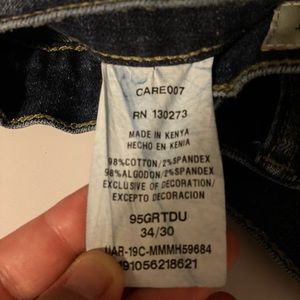 CARE007
RN 130273
MADE IN KENYA
HECHO EN KENIA
98%COTTON/2%SPANDEX
98%ALGODON/2%SPANDEX
EXCLUSIVE OF DECORATION/
EXCEPTO DECORACION
95GRTDU
34/30
UAR-19C-MMMH59684
191056218621